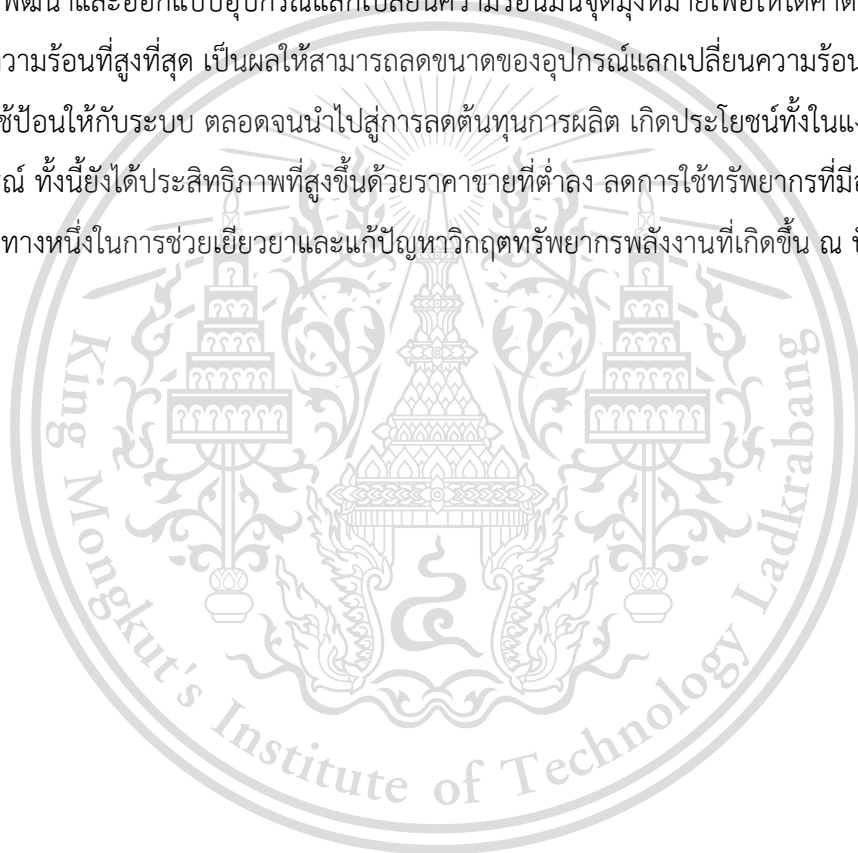 พัฒนาและออกแบบอุปกรณ์แลกเปลี่ยนความร้อนมีจุดมุ่งหมายเพื่อให้ได้ค่า
ความร้อนที่สูงที่สุด เป็นผลให้สามารถลดขนาดของอุปกรณ์แลกเปลี่ยนความร้อน
ใช้ป้อนให้กับระบบ ตลอดจนนำไปสู่การลดต้นทุนการผลิต เกิดประโยชน์ทั้งในแ
รณ์ ทั้งนี้ยังได้ประสิทธิภาพที่สูงขึ้นด้วยราคาขายที่ต่ำลง ลดการใช้ทรัพยากรที่มี
ทางหนึ่งในการช่วยเยียวยาและแก้ปัญหาวิกฤตทรัพยากรพลังงานที่เกิดขึ้น ณ
King Mongkut's Institute of Technology Ladkrabang